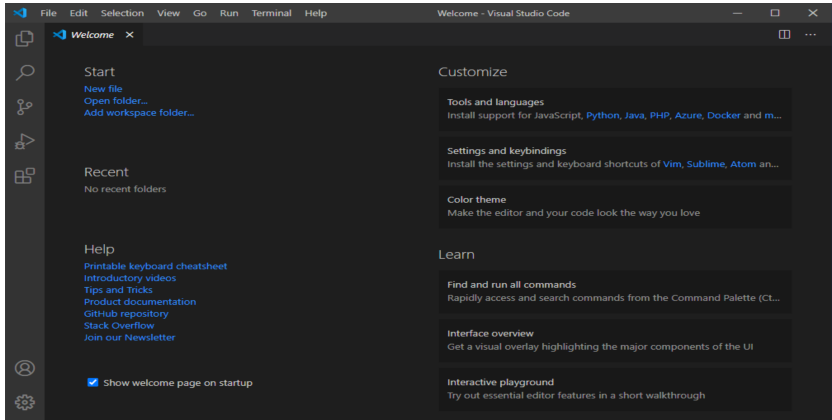 File Edit Selection View Go Run Terminal Help
Welcome - Visual Studio Code
Welcome
Start
New file
Open folder...
Add workspace folder...
Recent
No recent folders
Help
Printable keyboard cheatsheet
Introductory videos
Tips and Tricks
Product documentation
GitHub repository
Stack Overflow
Join our Newsletter
Show welcome page on startup
Customize
Tools and languages
Install support for JavaScript, Python, Java, PHP, Azure, Docker and m...
Settings and keybindings
Install the settings and keyboard shortcuts of Vim, Sublime, Atom an...
Color theme
Make the editor and your code look the way you love
Learn
Find and run all commands
Rapidly access and search commands from the Command Palette (Ct...
Interface overview
Get a visual overlay highlighting the major components of the UI
Interactive playground
Try out essential editor features in a short walkthrough